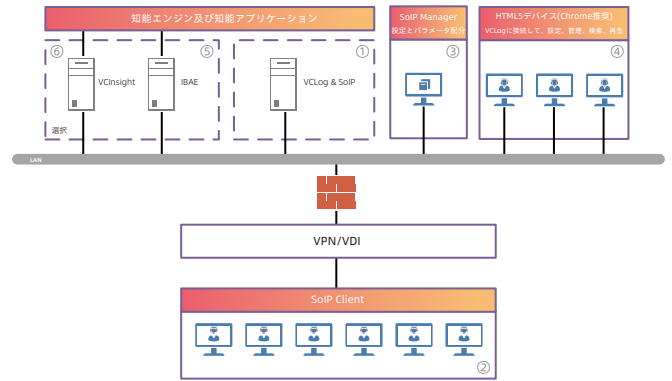 知能エンジン及び知能アプリケーション
⑥
VCInsight
選択
⑤
IBAE
①
VCLog & SoIP
SoIP Manager
設定とパラメータ配分
③
HTML5デバイス(Chrome推奨)
VCLogに接続して、設定、管理、検索、再生
④
LAN
VPN/VDI
SoIP Client
②